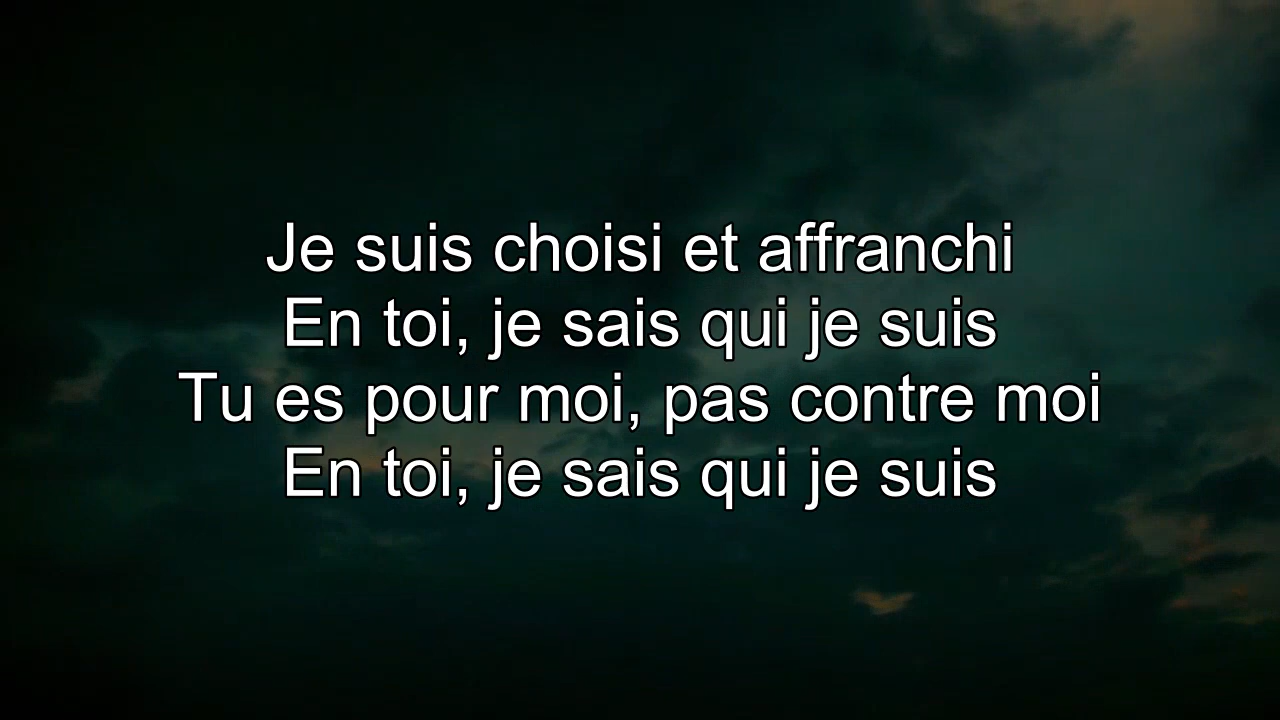 Je suis choisi et affranchi
En toi, je sais qui je suis
Tu es pour moi, pas contre moi
En toi, je sais qui je suis